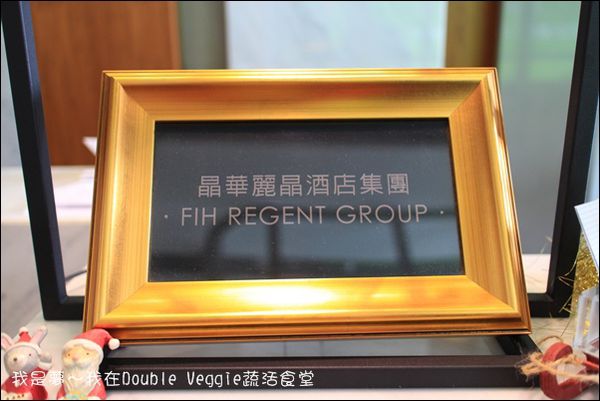 晶華麗晶酒店集團
· FIH REGENT GROUP ·
我是夢~我在Double Veggie蔬活食堂